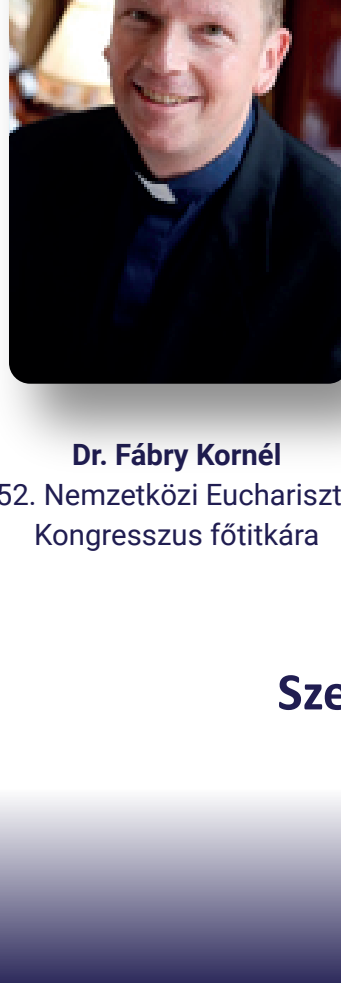 Dr. Fábry Kornél
52. Nemzetközi Euchariszt
Kongresszus főtitkára
Sze